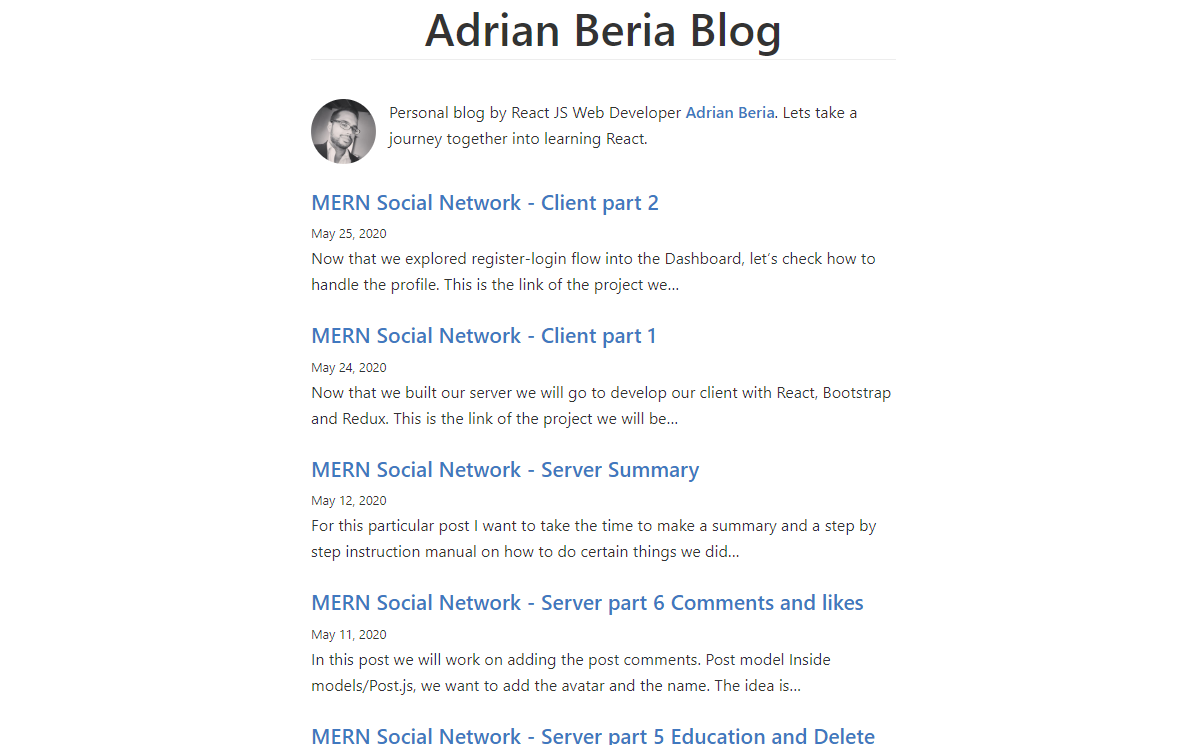 Adrian Beria Blog
Personal blog by React JS Web Developer Adrian Beria. Lets take a
journey together into learning React.
MERN Social Network - Client part 2
May 25, 2020
Now that we explored register-login flow into the Dashboard, let’s check how to
handle the profile. This is the link of the project we…
MERN Social Network - Client part 1
May 24, 2020
Now that we built our server we will go to develop our client with React, Bootstrap
and Redux. This is the link of the project we will be…
MERN Social Network - Server Summary
May 12, 2020
For this particular post I want to take the time to make a summary and a step by
step instruction manual on how to do certain things we did…
MERN Social Network - Server part 6 Comments and likes
May 11, 2020
In this post we will work on adding the post comments. Post model Inside
models/Post.js, we want to add the avatar and the name. The idea is…
MERN Social Network - Server part 5 Education and Delete